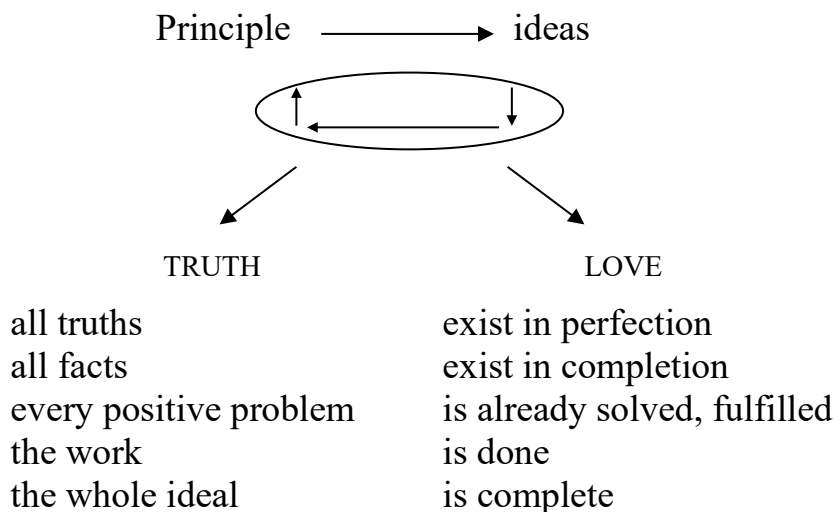 Principle ideas
TRUTH LOVE
all truths exist in perfection
all facts exist in completion
every positive problem is already solved, fulfilled
the work is done
the whole ideal is complete